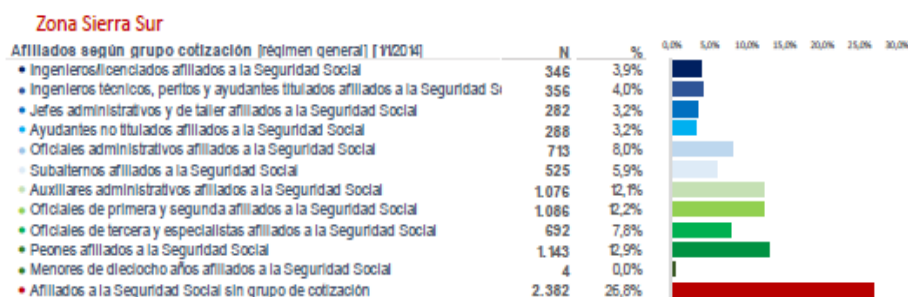 Zona Sierra Sur
Afiliados según grupo cotización [régimen general] [1/1/2014] N % 0,0% 5,0% 10,0% 15,0% 20,0% 25,0% 30,0%
• Ingenieros/licenciados afiliados a la Seguridad Social 346 3,9%
• Ingenieros técnicos, peritos y ayudantes titulados afiliados a la Seguridad S 356 4,0%
• Jefes administrativos y de taller afiliados a la Seguridad Social 282 3,2%
• Ayudantes no titulados afiliados a la Seguridad Social 288 3,2%
• Oficiales administrativos afiliados a la Seguridad Social 713 8,0%
• Subalternos afiliados a la Seguridad Social 525 5,9%
• Auxiliares administrativos afiliados a la Seguridad Social 1.076 12,1%
• Oficiales de primera y segunda afiliados a la Seguridad Social 1.086 12,2%
• Oficiales de tercera y especialistas afiliados a la Seguridad Social 692 7,8%
• Peones afiliados a la Seguridad Social 1.143 12,9%
• Menores de dieciocho años afiliados a la Seguridad Social 4 0,0%
• Afiliados a la Seguridad Social sin grupo de cotización 2.382 26,8%